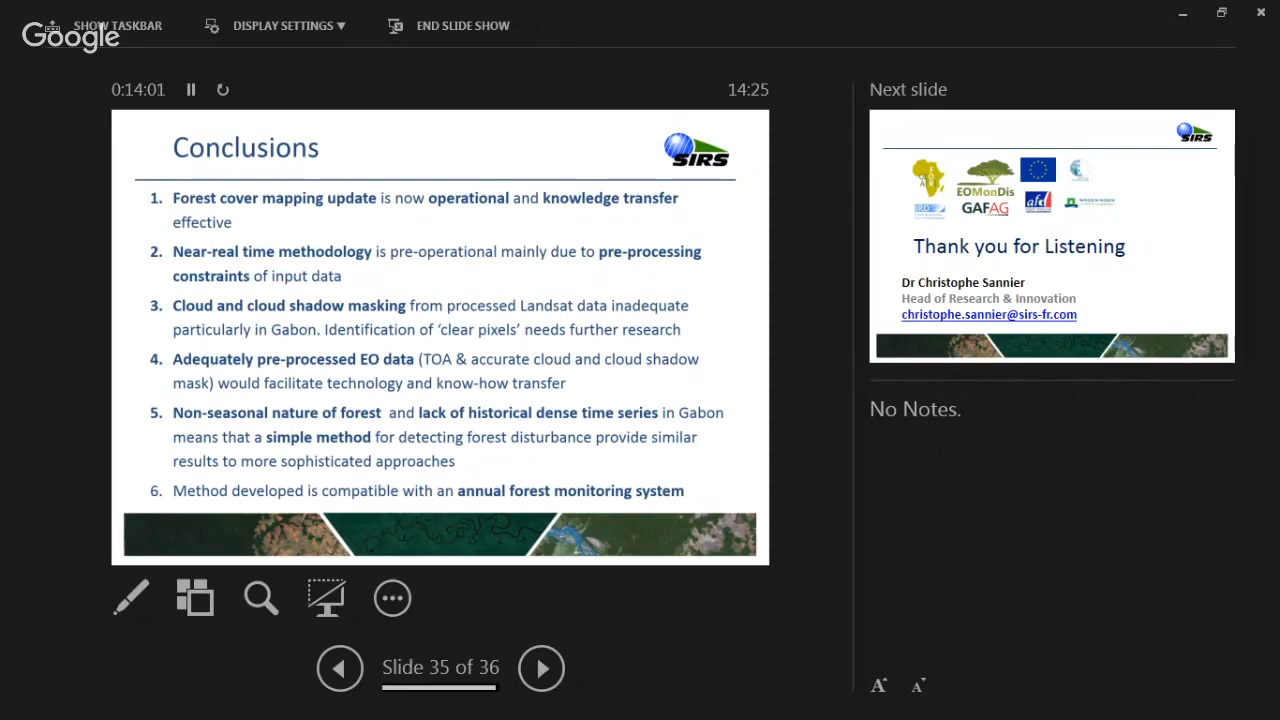 Google
SHOW TASKBAR
DISPLAY SETTINGS ▼
END SLIDE SHOW
0:14:01
14:25
Next slide
Conclusions
SIRS
1. Forest cover mapping update is now operational and knowledge transfer
effective
2. Near-real time methodology is pre-operational mainly due to pre-processing
constraints of input data
3. Cloud and cloud shadow masking from processed Landsat data inadequate
particularly in Gabon. Identification of ‘clear pixels’ needs further research
4. Adequately pre-processed EO data (TOA & accurate cloud and cloud shadow
mask) would facilitate technology and know-how transfer
5. Non-seasonal nature of forest and lack of historical dense time series in Gabon
means that a simple method for detecting forest disturbance provide similar
results to more sophisticated approaches
6. Method developed is compatible with an annual forest monitoring system
SIRS
EOMonDis
IRD
GAFAG
afd
Thank you for Listening
Dr Christophe Sannier
Head of Research & Innovation
christophe.sannier@sirs-fr.com
No Notes.
Slide 35 of 36
A A